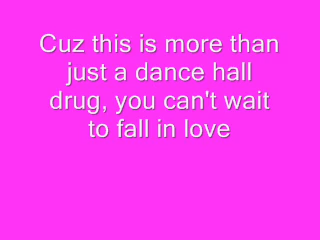 Cuz this is more than
just a dance hall
drug, you can't wait
to fall in love